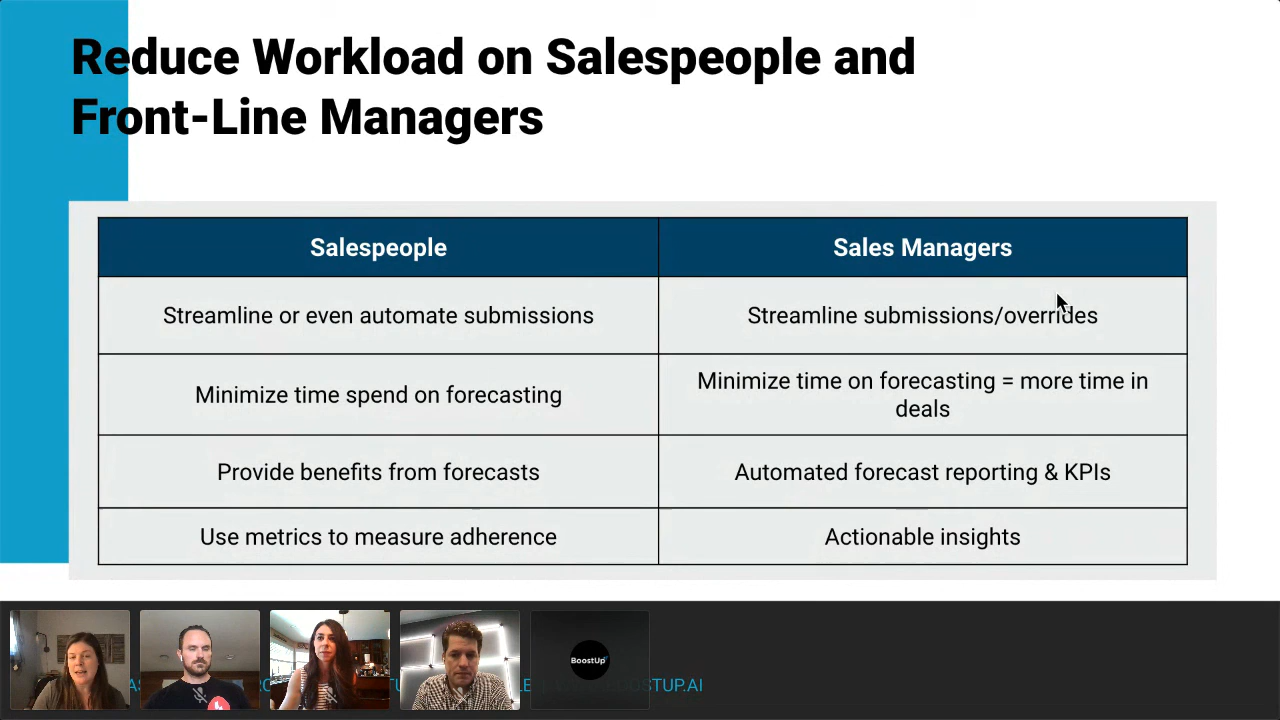 Reduce Workload on Salespeople and
Front-Line Managers
Salespeople
Sales Managers
Streamline or even automate submissions
Streamline submissions/overrides
Minimize time spend on forecasting
Minimize time on forecasting = more time in
deals
Provide benefits from forecasts
Automated forecast reporting & KPIs
Use metrics to measure adherence
Actionable insights
BoostUp